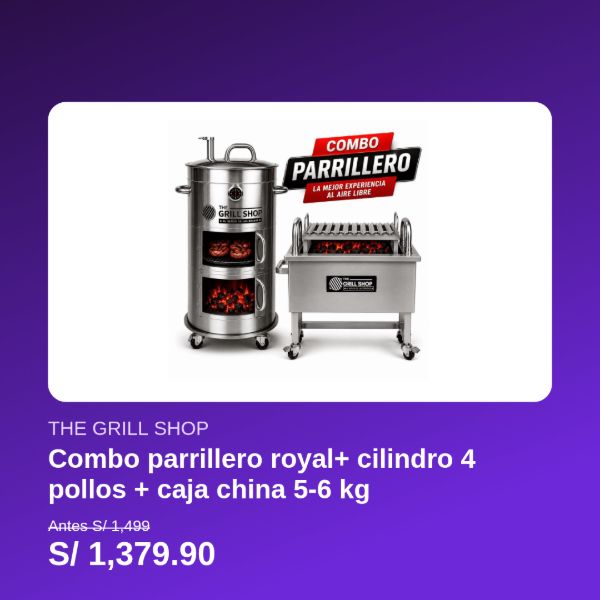 COMBO
PARRILLERO
LA MEJOR EXPERIENCIA
AL AIRE LIBRE
THE
GRILL SHOP
THE
GRILL SHOP
THE GRILL SHOP
Combo parrillero royal+ cilindro 4
pollos + caja china 5-6 kg
Antes S/ 1,499
S/ 1,379.90